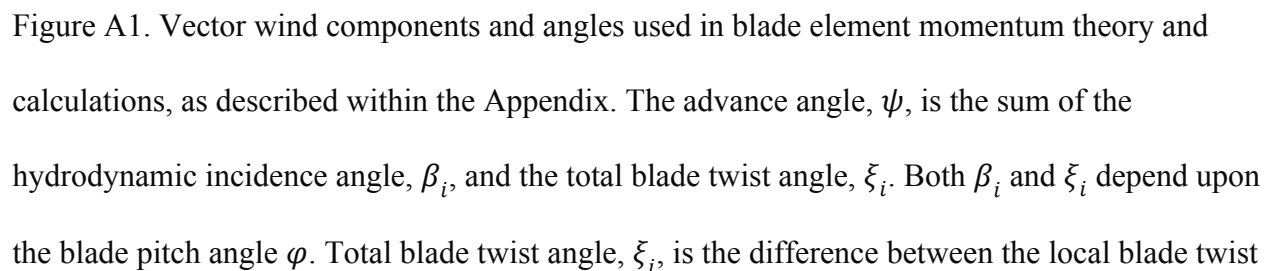 Figure A1. Vector wind components and angles used in blade element momentum theory and
calculations, as described within the Appendix. The advance angle, 𝜓, is the sum of the
hydrodynamic incidence angle, 𝛽ᵢ, and the total blade twist angle, 𝜉ᵢ. Both 𝛽ᵢ and 𝜉ᵢ depend upon
the blade pitch angle 𝜑. Total blade twist angle, 𝜉ᵢ, is the difference between the local blade twist